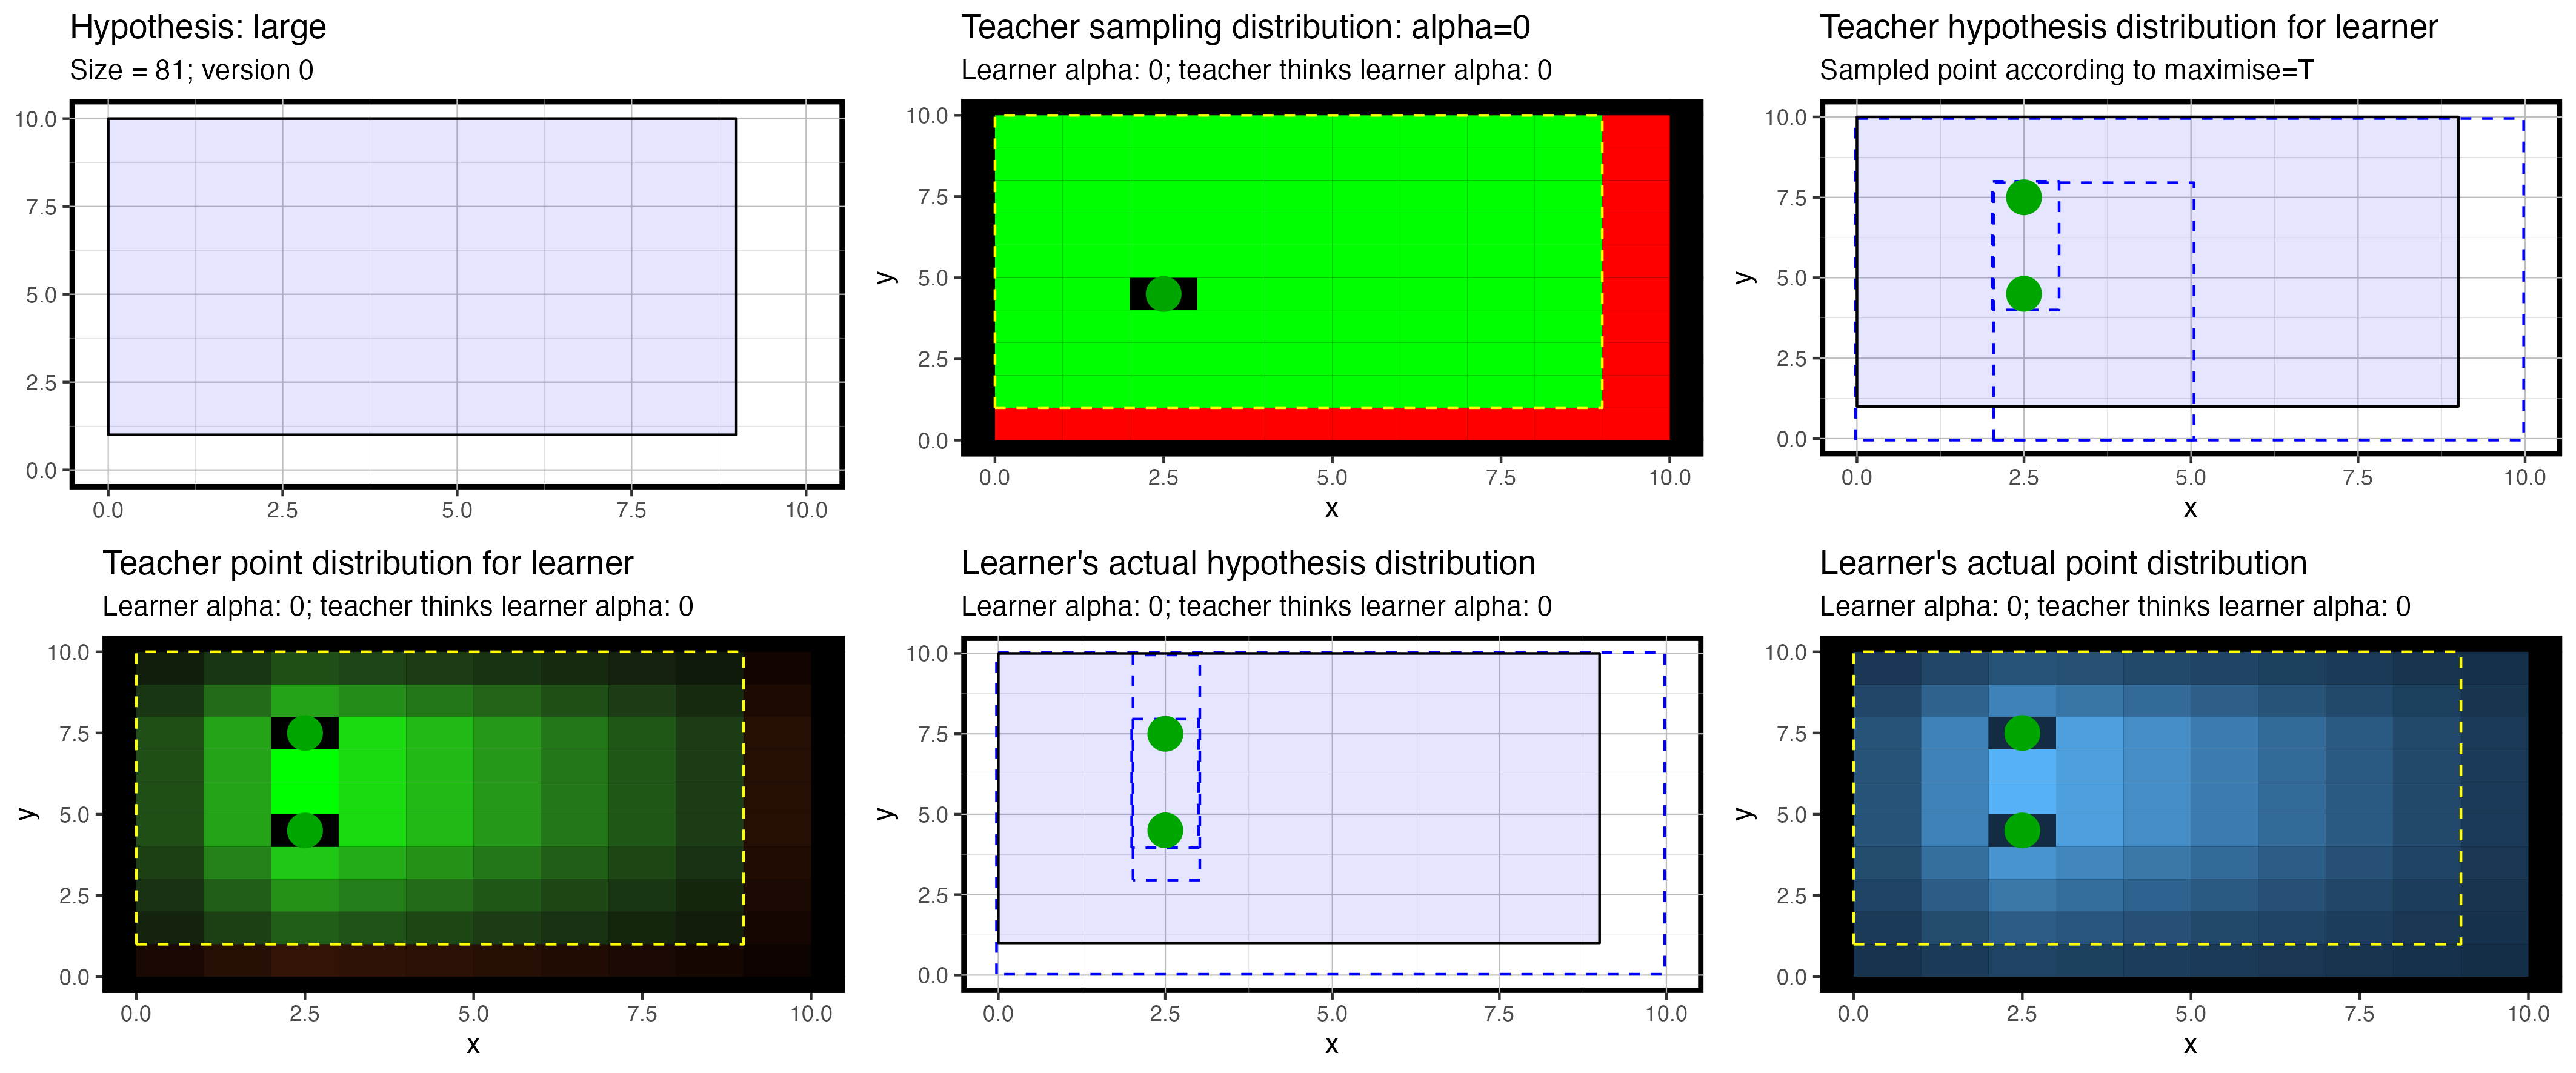 Hypothesis: large
Size = 81; version 0
10.0
7.5
5.0
2.5
0.0
0.0 2.5 5.0 7.5 10.0
Teacher sampling distribution: alpha=0
Learner alpha: 0; teacher thinks learner alpha: 0
10.0
7.5
5.0
2.5
0.0
y
0.0 2.5 5.0 7.5 10.0
x
Teacher hypothesis distribution for learner
Sampled point according to maximise=T
10.0
7.5
5.0
2.5
0.0
y
0.0 2.5 5.0 7.5 10.0
x
Teacher point distribution for learner
Learner alpha: 0; teacher thinks learner alpha: 0
10.0
7.5
5.0
2.5
0.0
y
0.0 2.5 5.0 7.5 10.0
x
Learner's actual hypothesis distribution
Learner alpha: 0; teacher thinks learner alpha: 0
10.0
7.5
5.0
2.5
0.0
y
0.0 2.5 5.0 7.5 10.0
x
Learner's actual point distribution
Learner alpha: 0; teacher thinks learner alpha: 0
10.0
7.5
5.0
2.5
0.0
y
0.0 2.5 5.0 7.5 10.0
x